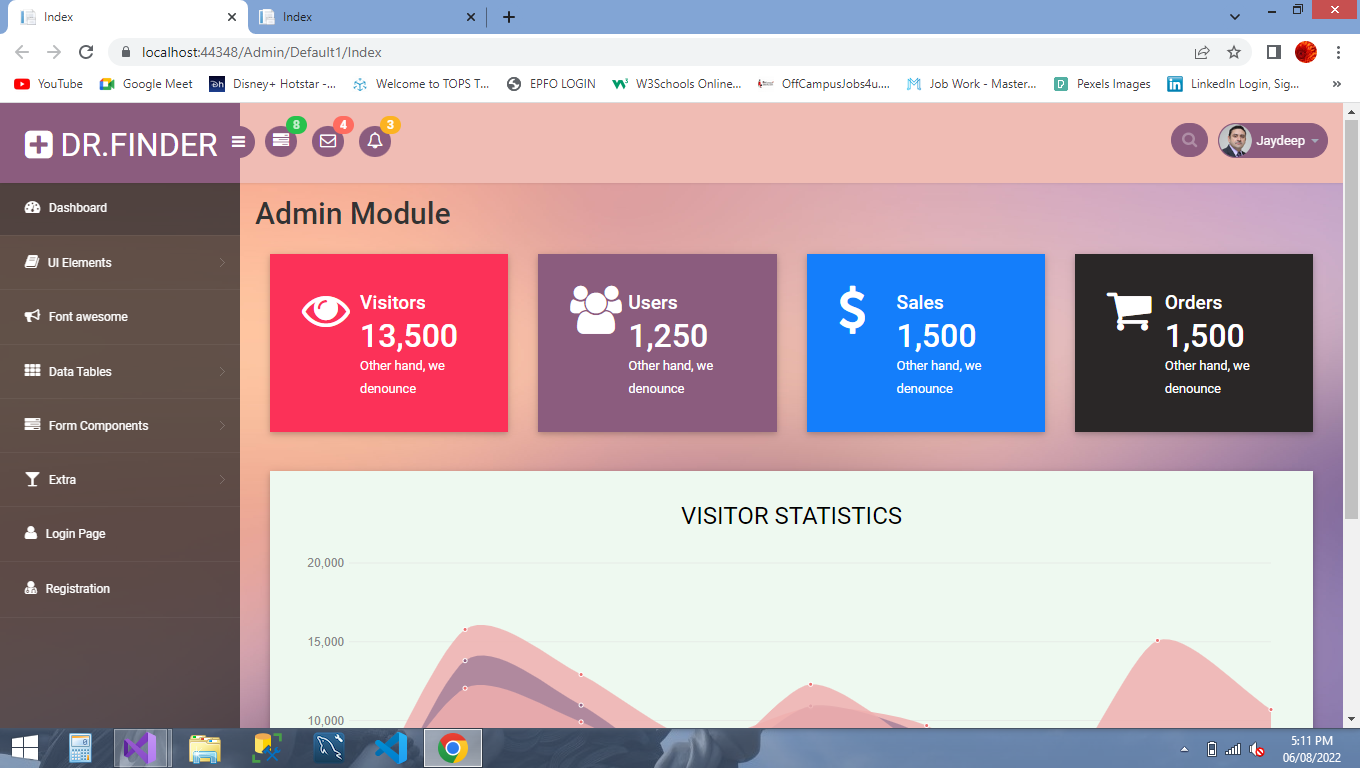 Index
Index
localhost:44348/Admin/Default1/Index
YouTube
Google Meet
Disney+ Hotstar -...
Welcome to TOPS T...
EPFO LOGIN
W3Schools Online...
OffCampusJobs4u....
Job Work - Master...
Pexels Images
LinkedIn Login, Sig...
DR.FINDER
8
4
3
Jaydeep
Dashboard
UI Elements
Font awesome
Data Tables
Form Components
Extra
Login Page
Registration
Admin Module
Visitors
13,500
Other hand, we
denounce
Users
1,250
Other hand, we
denounce
Sales
1,500
Other hand, we
denounce
Orders
1,500
Other hand, we
denounce
VISITOR STATISTICS
20,000
15,000
10,000
5:11 PM
06/08/2022